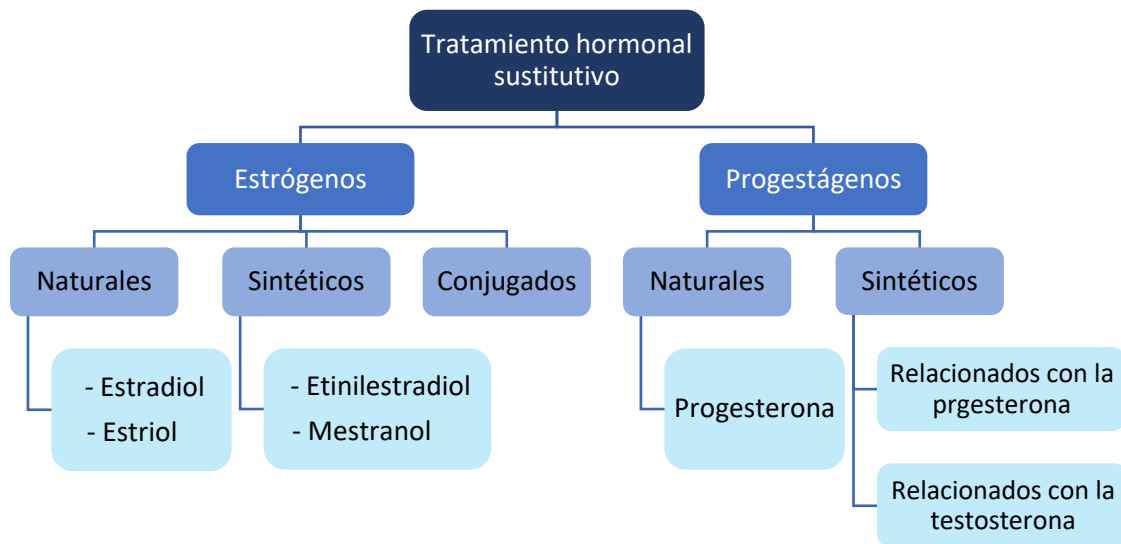 Tratamiento hormonal
sustitutivo
Estrógenos
Progestágenos
Naturales
Sintéticos
Conjugados
Naturales
Sintéticos
- Estradiol
- Estriol
- Etinilestradiol
- Mestranol
Progesterona
Relacionados con la
prgesterona
Relacionados con la
testosterona